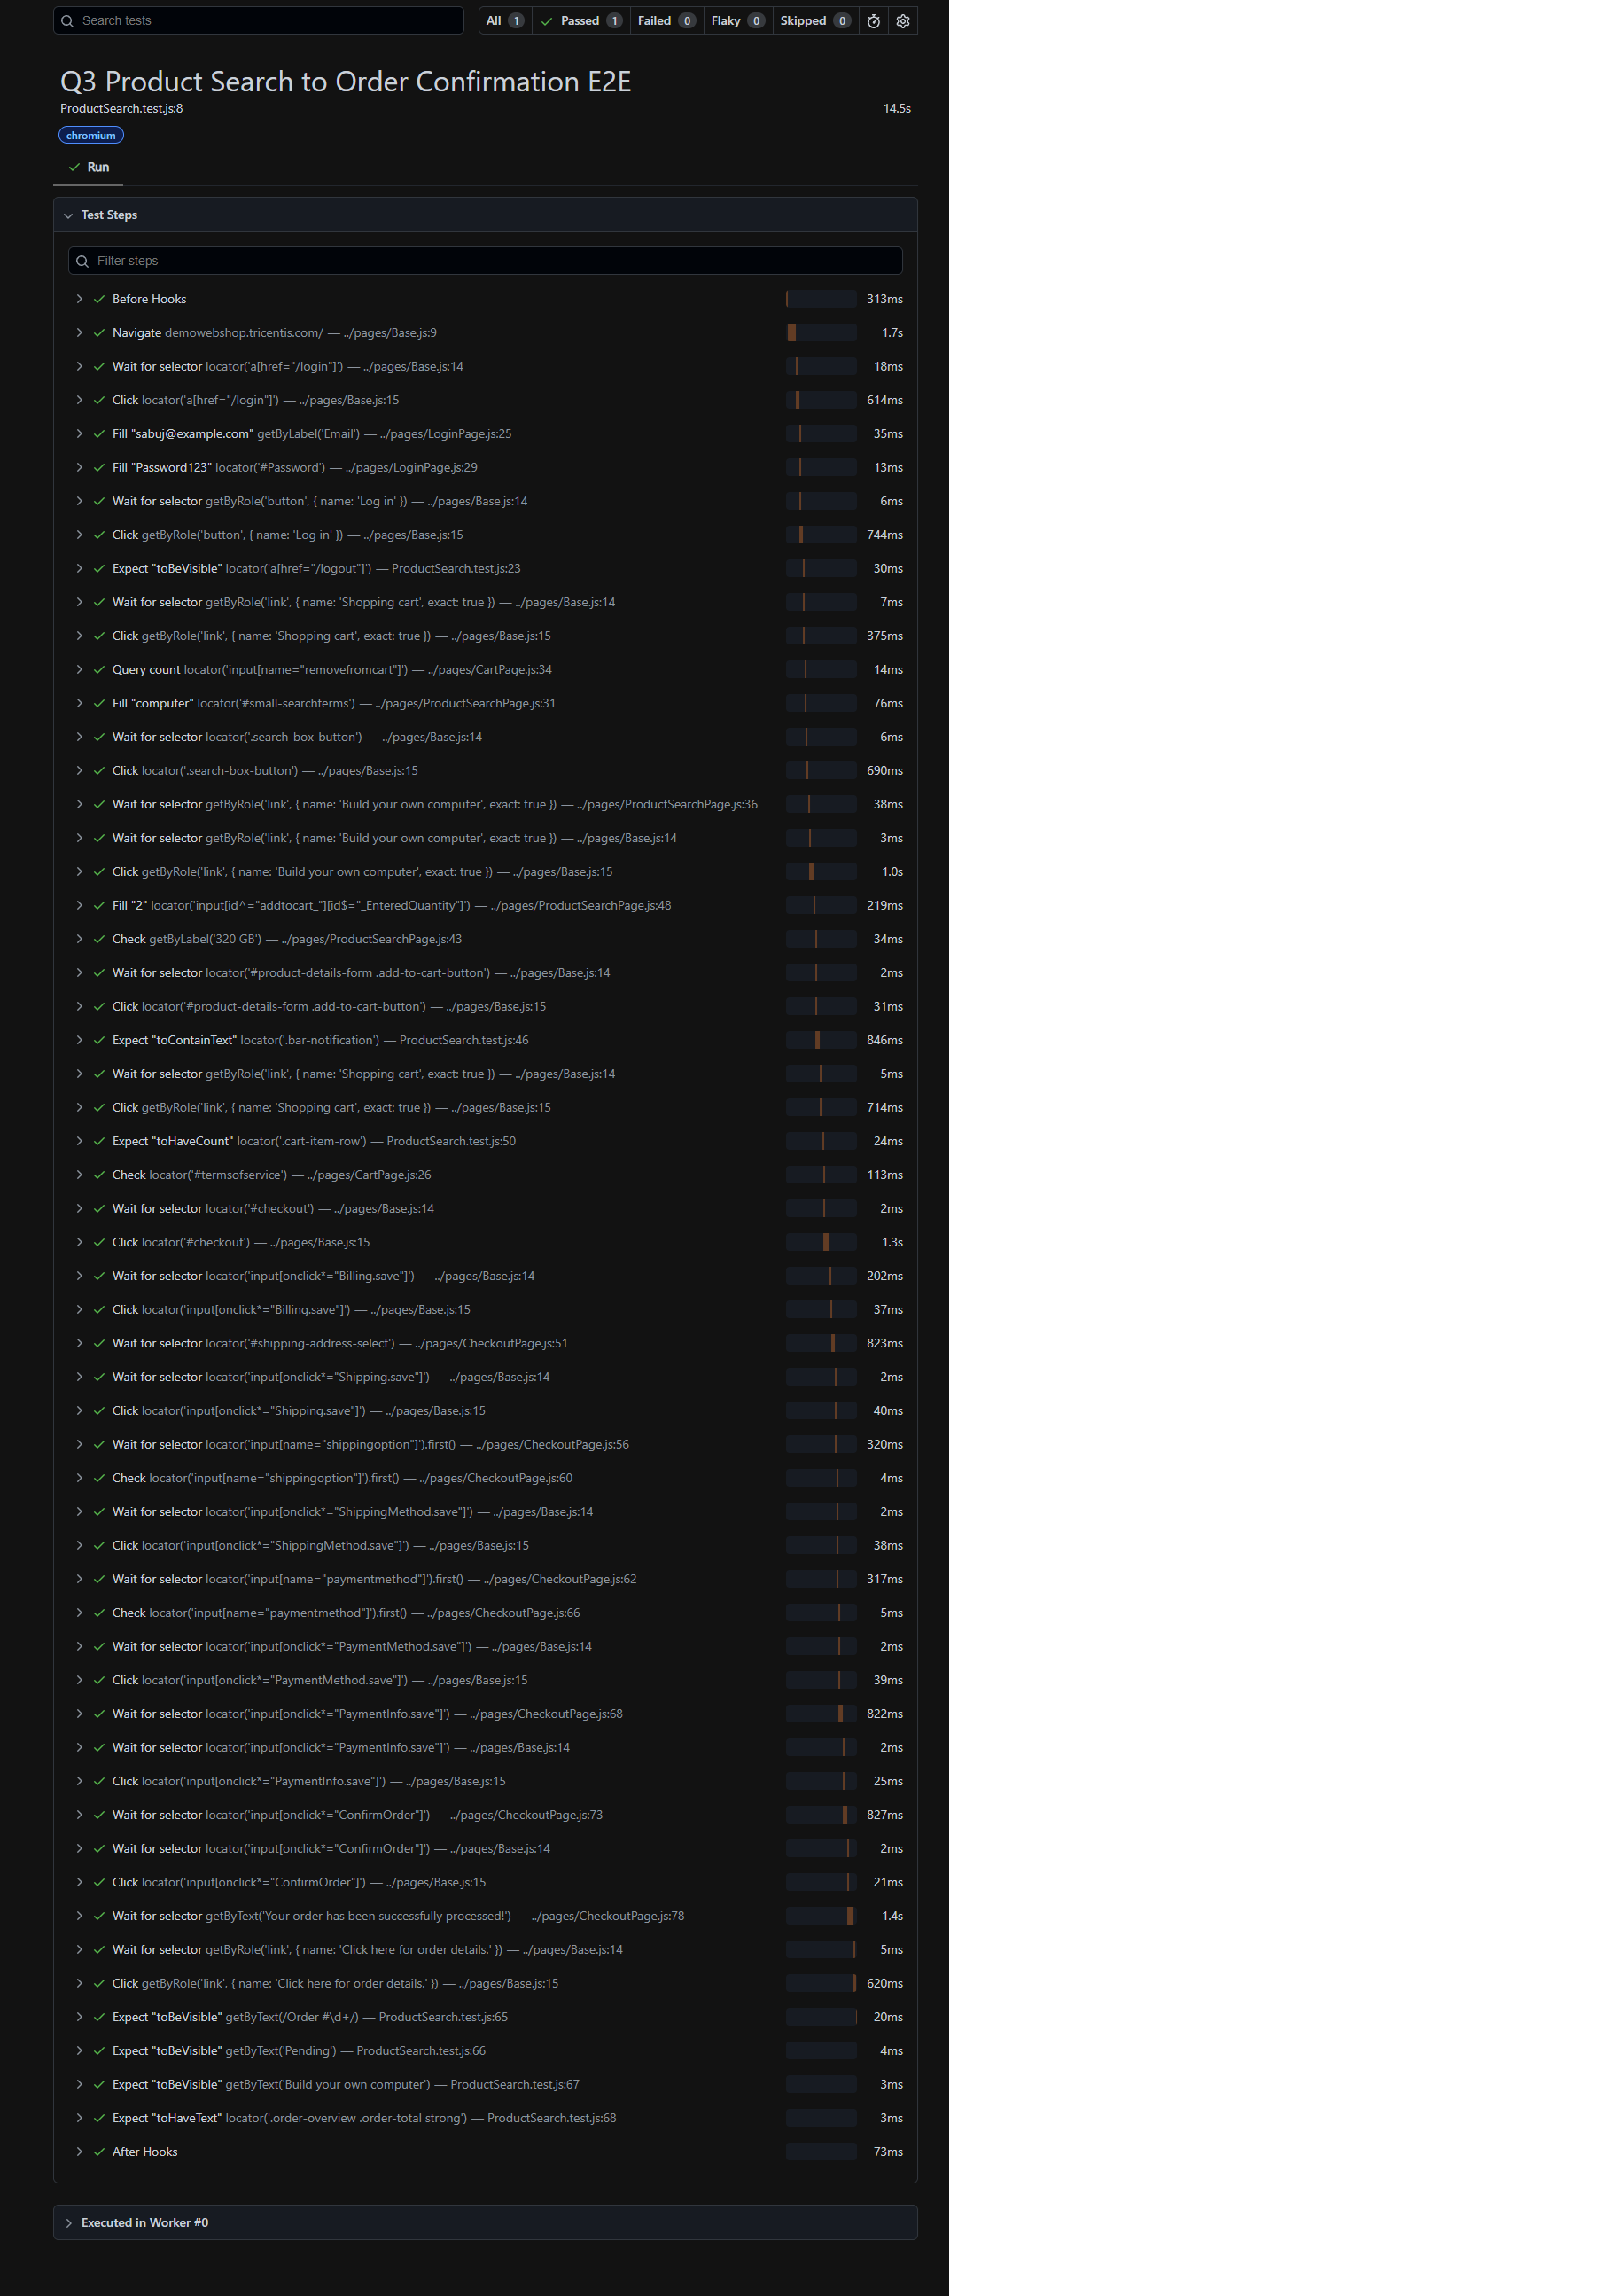 Search tests
All 1 Passed 1 Failed 0 Flaky 0 Skipped 0
Q3 Product Search to Order Confirmation E2E
ProductSearch.test.js:8 14.5s
chromium
Run
Test Steps
Filter steps
Before Hooks 313ms
Navigate demowebshop.tricentis.com/ — ../pages/Base.js:9 1.7s
Wait for selector locator('a[href="/login"]') — ../pages/Base.js:14 18ms
Click locator('a[href="/login"]') — ../pages/Base.js:15 614ms
Fill "sabuj@example.com" getByLabel('Email') — ../pages/LoginPage.js:25 35ms
Fill "Password123" locator('#Password') — ../pages/LoginPage.js:29 13ms
Wait for selector getByRole('button', { name: 'Log in' }) — ../pages/Base.js:14 6ms
Click getByRole('button', { name: 'Log in' }) — ../pages/Base.js:15 744ms
Expect "toBeVisible" locator('a[href="/logout"]') — ProductSearch.test.js:23 30ms
Wait for selector getByRole('link', { name: 'Shopping cart', exact: true }) — ../pages/Base.js:14 7ms
Click getByRole('link', { name: 'Shopping cart', exact: true }) — ../pages/Base.js:15 375ms
Query count locator('input[name="removefromcart"]') — ../pages/CartPage.js:34 14ms
Fill "computer" locator('#small-searchterms') — ../pages/ProductSearchPage.js:31 76ms
Wait for selector locator('.search-box-button') — ../pages/Base.js:14 6ms
Click locator('.search-box-button') — ../pages/Base.js:15 690ms
Wait for selector getByRole('link', { name: 'Build your own computer', exact: true }) — ../pages/ProductSearchPage.js:36 38ms
Wait for selector getByRole('link', { name: 'Build your own computer', exact: true }) — ../pages/Base.js:14 3ms
Click getByRole('link', { name: 'Build your own computer', exact: true }) — ../pages/Base.js:15 1.0s
Fill "2" locator('input[id^="addtocart_"][id$="_EnteredQuantity"]') — ../pages/ProductSearchPage.js:48 219ms
Check getByLabel('320 GB') — ../pages/ProductSearchPage.js:43 34ms
Wait for selector locator('#product-details-form .add-to-cart-button') — ../pages/Base.js:14 2ms
Click locator('#product-details-form .add-to-cart-button') — ../pages/Base.js:15 31ms
Expect "toContainText" locator('.bar-notification') — ProductSearch.test.js:46 846ms
Wait for selector getByRole('link', { name: 'Shopping cart', exact: true }) — ../pages/Base.js:14 5ms
Click getByRole('link', { name: 'Shopping cart', exact: true }) — ../pages/Base.js:15 714ms
Expect "toHaveCount" locator('.cart-item-row') — ProductSearch.test.js:50 24ms
Check locator('#termsofservice') — ../pages/CartPage.js:26 113ms
Wait for selector locator('#checkout') — ../pages/Base.js:14 2ms
Click locator('#checkout') — ../pages/Base.js:15 1.3s
Wait for selector locator('input[onclick*="Billing.save"]') — ../pages/Base.js:14 202ms
Click locator('input[onclick*="Billing.save"]') — ../pages/Base.js:15 37ms
Wait for selector locator('#shipping-address-select') — ../pages/CheckoutPage.js:51 823ms
Wait for selector locator('input[onclick*="Shipping.save"]') — ../pages/Base.js:14 2ms
Click locator('input[onclick*="Shipping.save"]') — ../pages/Base.js:15 40ms
Wait for selector locator('input[name="shippingoption"]').first() — ../pages/CheckoutPage.js:56 320ms
Check locator('input[name="shippingoption"]').first() — ../pages/CheckoutPage.js:60 4ms
Wait for selector locator('input[onclick*="ShippingMethod.save"]') — ../pages/Base.js:14 2ms
Click locator('input[onclick*="ShippingMethod.save"]') — ../pages/Base.js:15 38ms
Wait for selector locator('input[name="paymentmethod"]').first() — ../pages/CheckoutPage.js:62 317ms
Check locator('input[name="paymentmethod"]').first() — ../pages/CheckoutPage.js:66 5ms
Wait for selector locator('input[onclick*="PaymentMethod.save"]') — ../pages/Base.js:14 2ms
Click locator('input[onclick*="PaymentMethod.save"]') — ../pages/Base.js:15 39ms
Wait for selector locator('input[onclick*="PaymentInfo.save"]') — ../pages/CheckoutPage.js:68 822ms
Wait for selector locator('input[onclick*="PaymentInfo.save"]') — ../pages/Base.js:14 2ms
Click locator('input[onclick*="PaymentInfo.save"]') — ../pages/Base.js:15 25ms
Wait for selector locator('input[onclick*="ConfirmOrder"]') — ../pages/CheckoutPage.js:73 827ms
Wait for selector locator('input[onclick*="ConfirmOrder"]') — ../pages/Base.js:14 2ms
Click locator('input[onclick*="ConfirmOrder"]') — ../pages/Base.js:15 21ms
Wait for selector getByText('Your order has been successfully processed!') — ../pages/CheckoutPage.js:78 1.4s
Wait for selector getByRole('link', { name: 'Click here for order details.' }) — ../pages/Base.js:14 5ms
Click getByRole('link', { name: 'Click here for order details.' }) — ../pages/Base.js:15 620ms
Expect "toBeVisible" getByText(/Order #\d+/) — ProductSearch.test.js:65 20ms
Expect "toBeVisible" getByText('Pending') — ProductSearch.test.js:66 4ms
Expect "toBeVisible" getByText('Build your own computer') — ProductSearch.test.js:67 3ms
Expect "toHaveText" locator('.order-overview .order-total strong') — ProductSearch.test.js:68 3ms
After Hooks 73ms
Executed in Worker #0